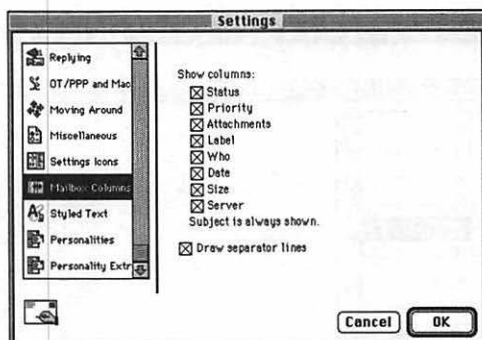 Settings
Replying
OT/PPP and Mac
Moving Around
Miscellaneous
Settings Icons
Mailbox Columns
Styled Text
Personalities
Personality Extr
Show columns:
Status
Priority
Attachments
Label
Who
Date
Size
Server
Subject is always shown.
Draw separator lines
Cancel
OK